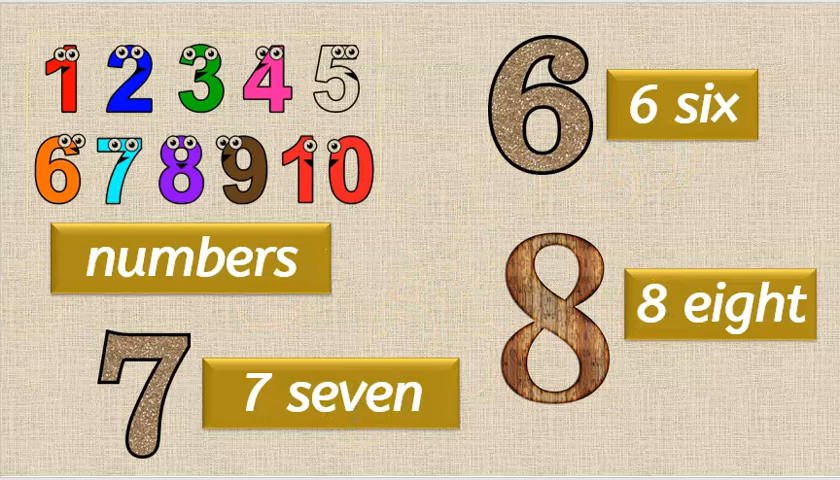 1 2 3 4 5
6 7 8 9 10
numbers
6
6 six
8
8 eight
7
7 seven